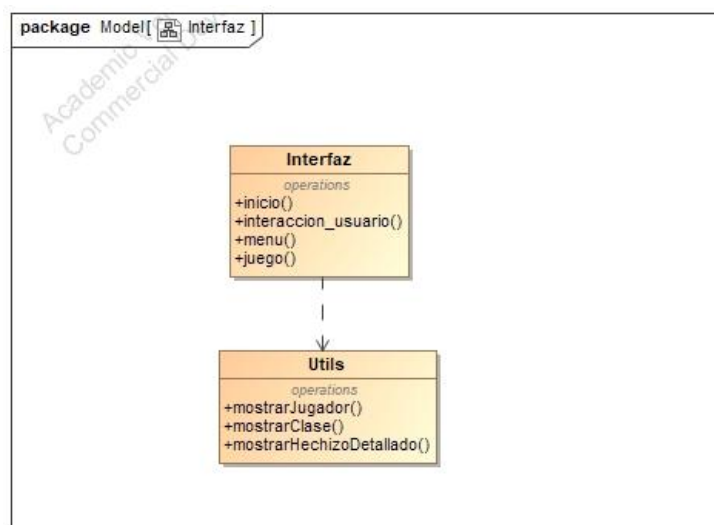 package Model[ Interfaz ]
Academic
Commercial
Interfaz
operations
+inicio()
+interaccion_usuario()
+menu()
+juego()
Utils
operations
+mostrarJugador()
+mostrarClase()
+mostrarHechizoDetallado()